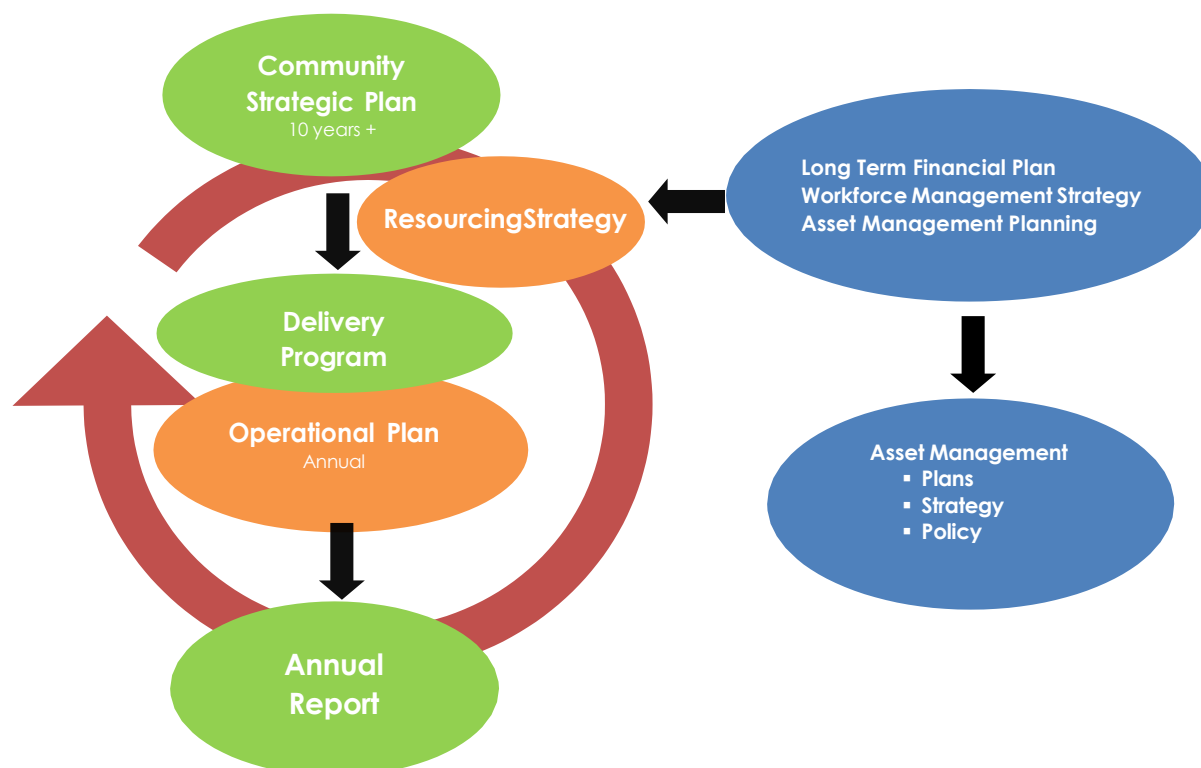 Community
Strategic Plan
10 years +
ResourcingStrategy
Long Term Financial Plan
Workforce Management Strategy
Asset Management Planning
Delivery
Program
Operational Plan
Annual
Asset Management
▪ Plans
▪ Strategy
▪ Policy
Annual
Report